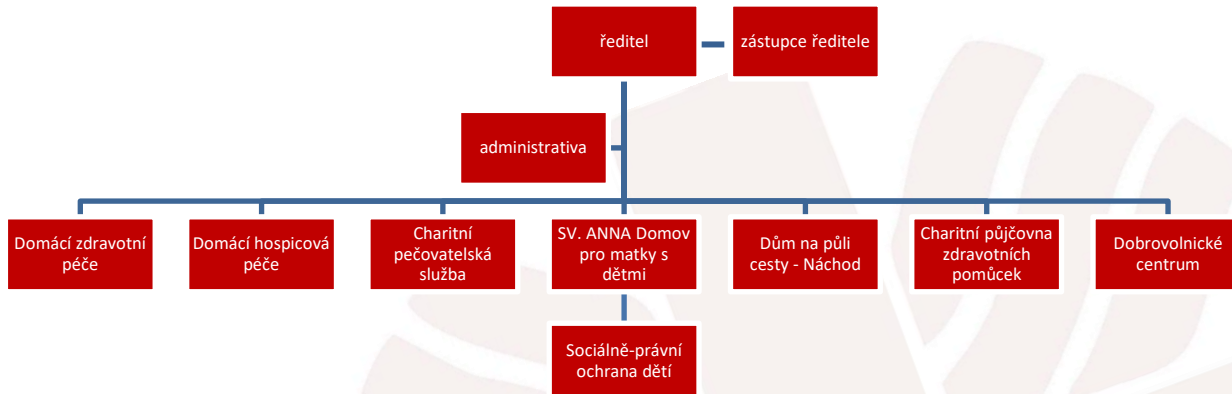 ředitel
zástupce ředitele
administrativa
Domácí zdravotní
péče
Domácí hospicová
péče
Charitní
pečovatelská
služba
SV. ANNA Domov
pro matky s
dětmi
Dům na půli
cesty - Náchod
Charitní půjčovna
zdravotních
pomůcek
Dobrovolnické
centrum
Sociálně-právní
ochrana dětí